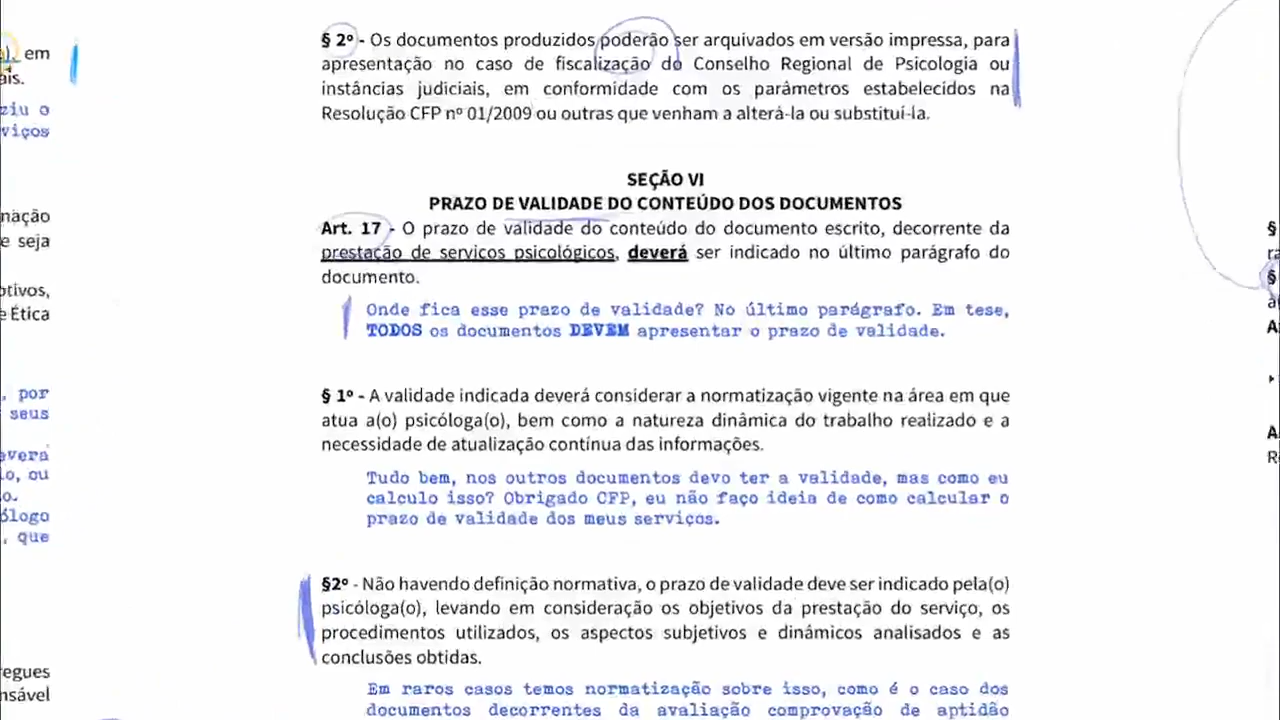 § 2º - Os documentos produzidos poderão ser arquivados em versão impressa, para
apresentação no caso de fiscalização do Conselho Regional de Psicologia ou
instâncias judiciais, em conformidade com os parâmetros estabelecidos na
Resolução CFP nº 01/2009 ou outras que venham a alterá-la ou substituí-la.
SEÇÃO VI
PRAZO DE VALIDADE DO CONTEÚDO DOS DOCUMENTOS
Art. 17 - O prazo de validade do conteúdo do documento escrito, decorrente da
prestação de serviços psicológicos, deverá ser indicado no último parágrafo do
documento.
Onde fica esse prazo de validade? No último parágrafo. Em tese,
TODOS os documentos DEVEM apresentar o prazo de validade.
§ 1º - A validade indicada deverá considerar a normatização vigente na área em que
atua a(o) psicóloga(o), bem como a natureza dinâmica do trabalho realizado e a
necessidade de atualização contínua das informações.
Tudo bem, nos outros documentos devo ter a validade, mas como eu
calculo isso? Obrigado CFP, eu não faço ideia de como calcular o
prazo de validade dos meus serviços.
§2º - Não havendo definição normativa, o prazo de validade deve ser indicado pela(o)
psicóloga(o), levando em consideração os objetivos da prestação do serviço, os
procedimentos utilizados, os aspectos subjetivos e dinâmicos analisados e as
conclusões obtidas.
Em raros casos temos normatização sobre isso, como é o caso dos
documentos decorrentes da avaliação comprovação de aptidão
em
viços
e seja
e Ética
, por
seus
, ou
, que
§
§